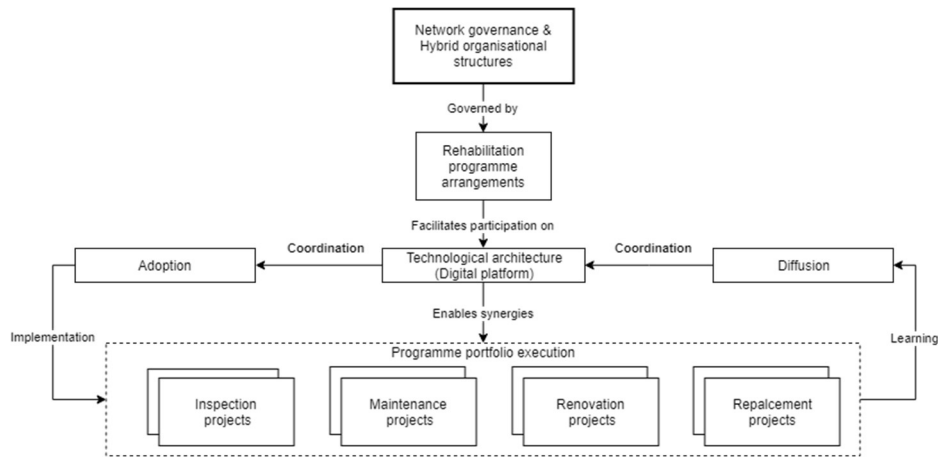 Network governance &
Hybrid organisational
structures
Governed by
Rehabilitation
programme
arrangements
Facilitates participation on
Coordination
Coordination
Adoption
Technological architecture
(Digital platform)
Diffusion
Enables synergies
Implementation
Learning
Programme portfolio execution
Inspection
projects
Maintenance
projects
Renovation
projects
Repalcement
projects